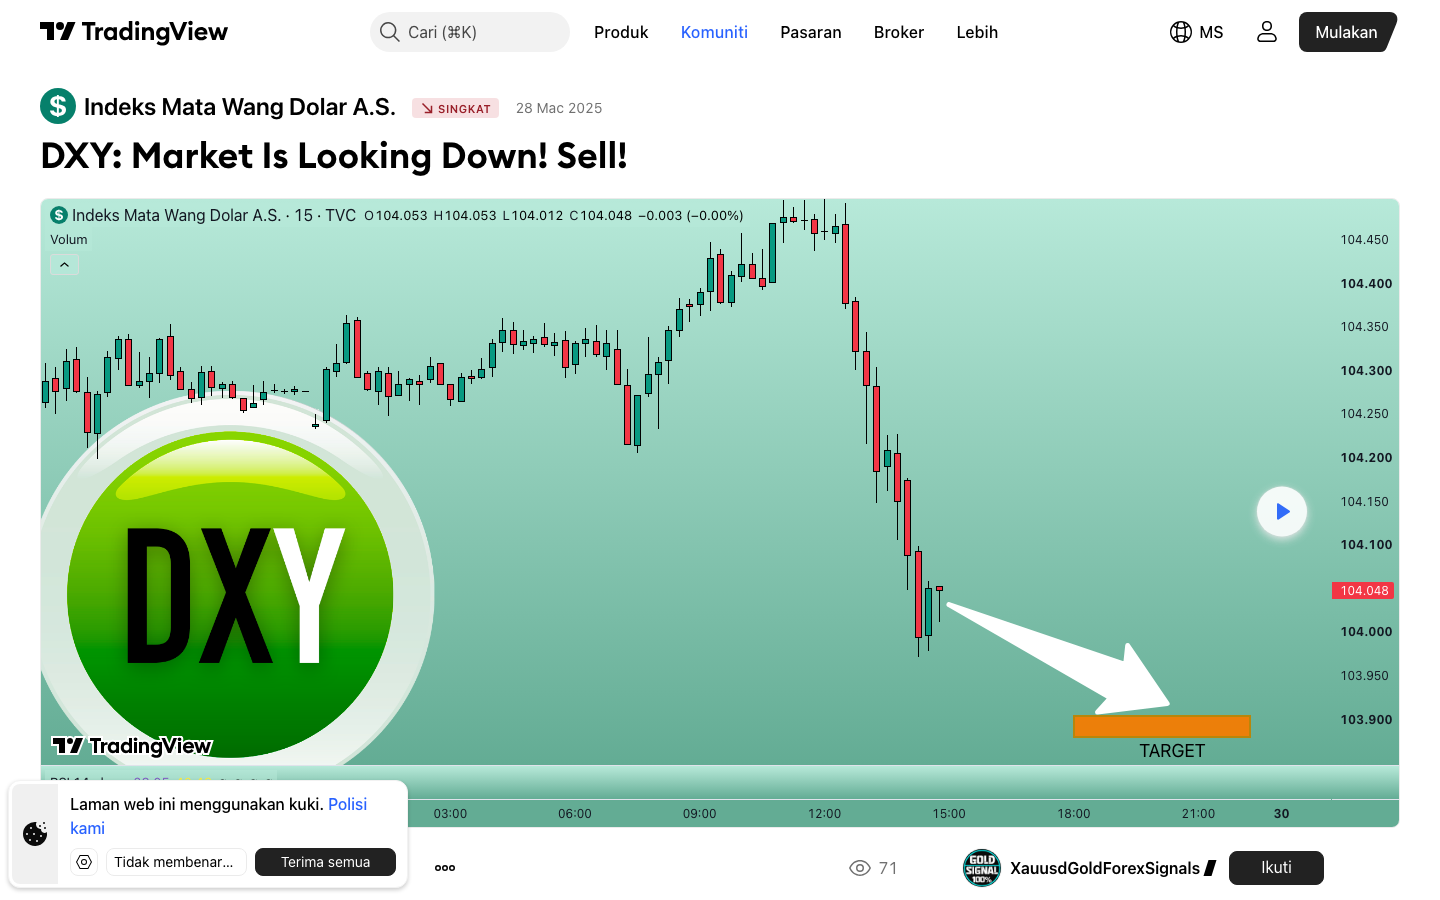 TradingView
Cari (⌘K)
Produk
Komuniti
Pasaran
Broker
Lebih
MS
Mulakan
Indeks Mata Wang Dolar A.S.
SINGKAT
28 Mac 2025
DXY: Market Is Looking Down! Sell!
Indeks Mata Wang Dolar A.S. · 15 · TVC O104.053 H104.053 L104.012 C104.048 −0.003 (−0.00%)
Volum
104.450
104.400
104.350
104.300
104.250
104.200
104.150
104.100
104.048
104.000
103.950
103.900
DXY
TradingView
TARGET
03:00
06:00
09:00
12:00
15:00
18:00
21:00
30
Laman web ini menggunakan kuki. Polisi
kami
Tidak membenar...
Terima semua
71
GOLD
SIGNAL
100%
XauusdGoldForexSignals
Ikuti